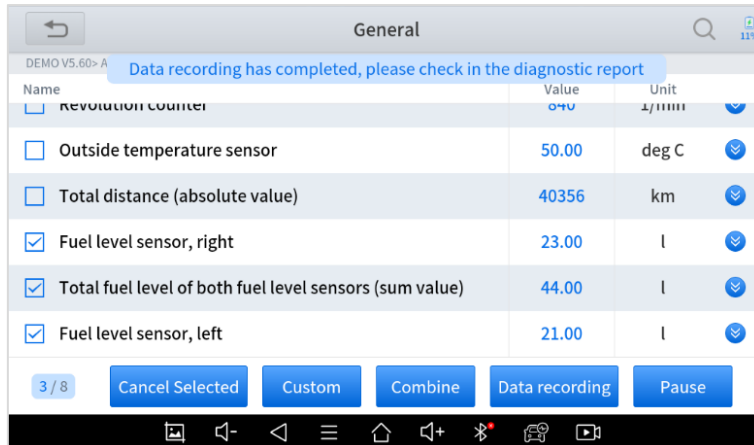 General
11%
DEMO V5.60> A
Data recording has completed, please check in the diagnostic report
Name Value Unit
Revolution counter 840 1/min
Outside temperature sensor 50.00 deg C
Total distance (absolute value) 40356 km
Fuel level sensor, right 23.00 l
Total fuel level of both fuel level sensors (sum value) 44.00 l
Fuel level sensor, left 21.00 l
3 / 8 Cancel Selected Custom Combine Data recording Pause